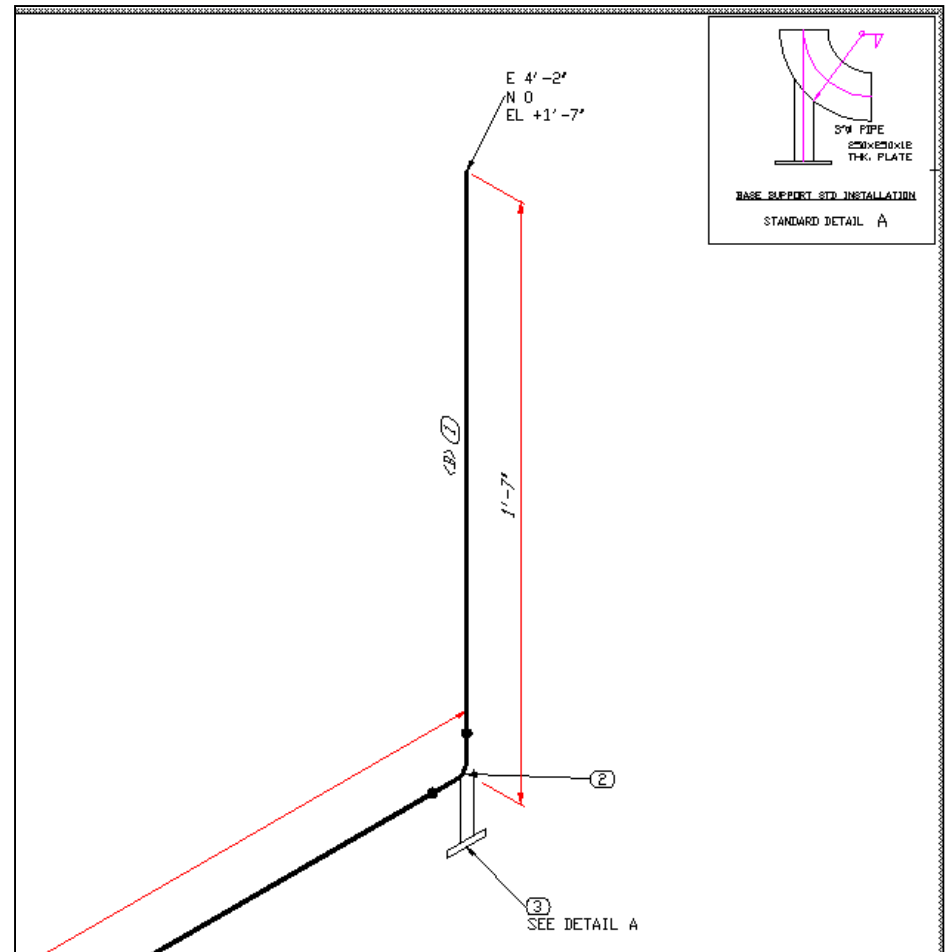 E 4'-2"
N 0
EL +1'-7"
3"Ø PIPE
250x250x12
THK. PLATE
BASE SUPPORT STD INSTALLATION
STANDARD DETAIL A
<B> 1
1'-7"
2
3
SEE DETAIL A